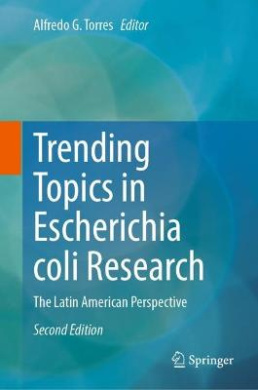 Alfredo G. Torres Editor
Trending
Topics in
Escherichia
coli Research
The Latin American Perspective
Second Edition
Springer